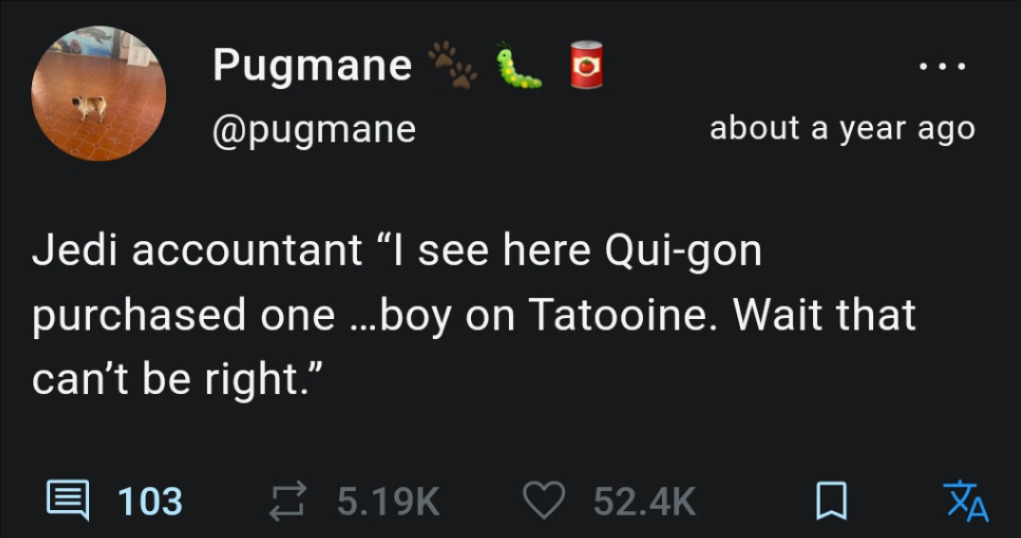 Pugmane 🐾 🐛 🥫
...
@pugmane
about a year ago
Jedi accountant “I see here Qui-gon
purchased one ...boy on Tatooine. Wait that
can’t be right.”
103 5.19K 52.4K